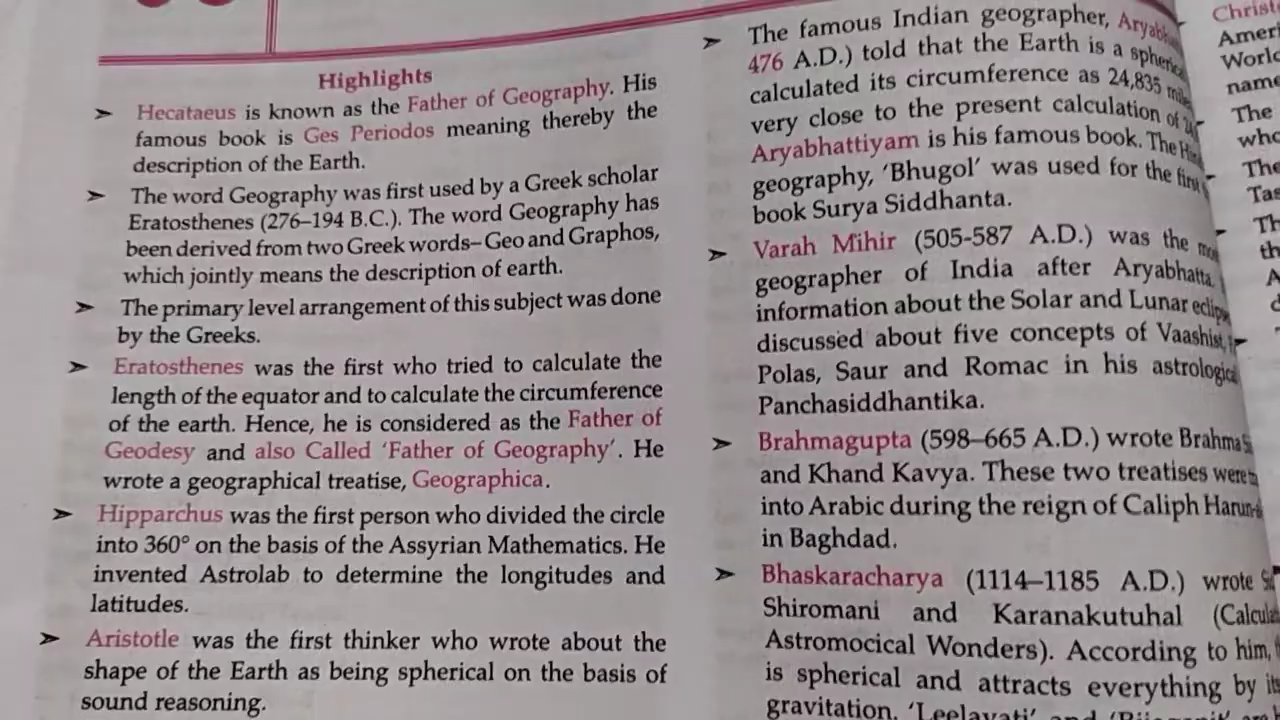 Highlights
➢ Hecataeus is known as the Father of Geography. His
famous book is Ges Periodos meaning thereby the
description of the Earth.
➢ The word Geography was first used by a Greek scholar
Eratosthenes (276–194 B.C.). The word Geography has
been derived from two Greek words–Geo and Graphos,
which jointly means the description of earth.
➢ The primary level arrangement of this subject was done
by the Greeks.
➢ Eratosthenes was the first who tried to calculate the
length of the equator and to calculate the circumference
of the earth. Hence, he is considered as the Father of
Geodesy and also Called 'Father of Geography'. He
wrote a geographical treatise, Geographica.
➢ Hipparchus was the first person who divided the circle
into 360° on the basis of the Assyrian Mathematics. He
invented Astrolab to determine the longitudes and
latitudes.
➢ Aristotle was the first thinker who wrote about the
shape of the Earth as being spherical on the basis of
sound reasoning.
➢ The famous Indian geographer,
476 A.D.) told that the Earth is a
calculated its circumference as 24,835
very close to the present calculation of
Aryabhattiyam is his famous book. The
geography, 'Bhugol' was used for the first
book Surya Siddhanta.
➢ Varah Mihir (505-587 A.D.) was the
geographer of India after Aryabhatta.
information about the Solar and Lunar
discussed about five concepts of Vaashist,
Polas, Saur and Romac in his
Panchasiddhantika.
➢ Brahmagupta (598–665 A.D.) wrote Brahma
and Khand Kavya. These two treatises were
into Arabic during the reign of Caliph
in Baghdad.
➢ Bhaskaracharya (1114–1185 A.D.) wrote
Shiromani and Karanakutuhal
Astromocical Wonders). According to him,
is spherical and attracts everything by
gravitation. 'Leelavati' and
The
who
The